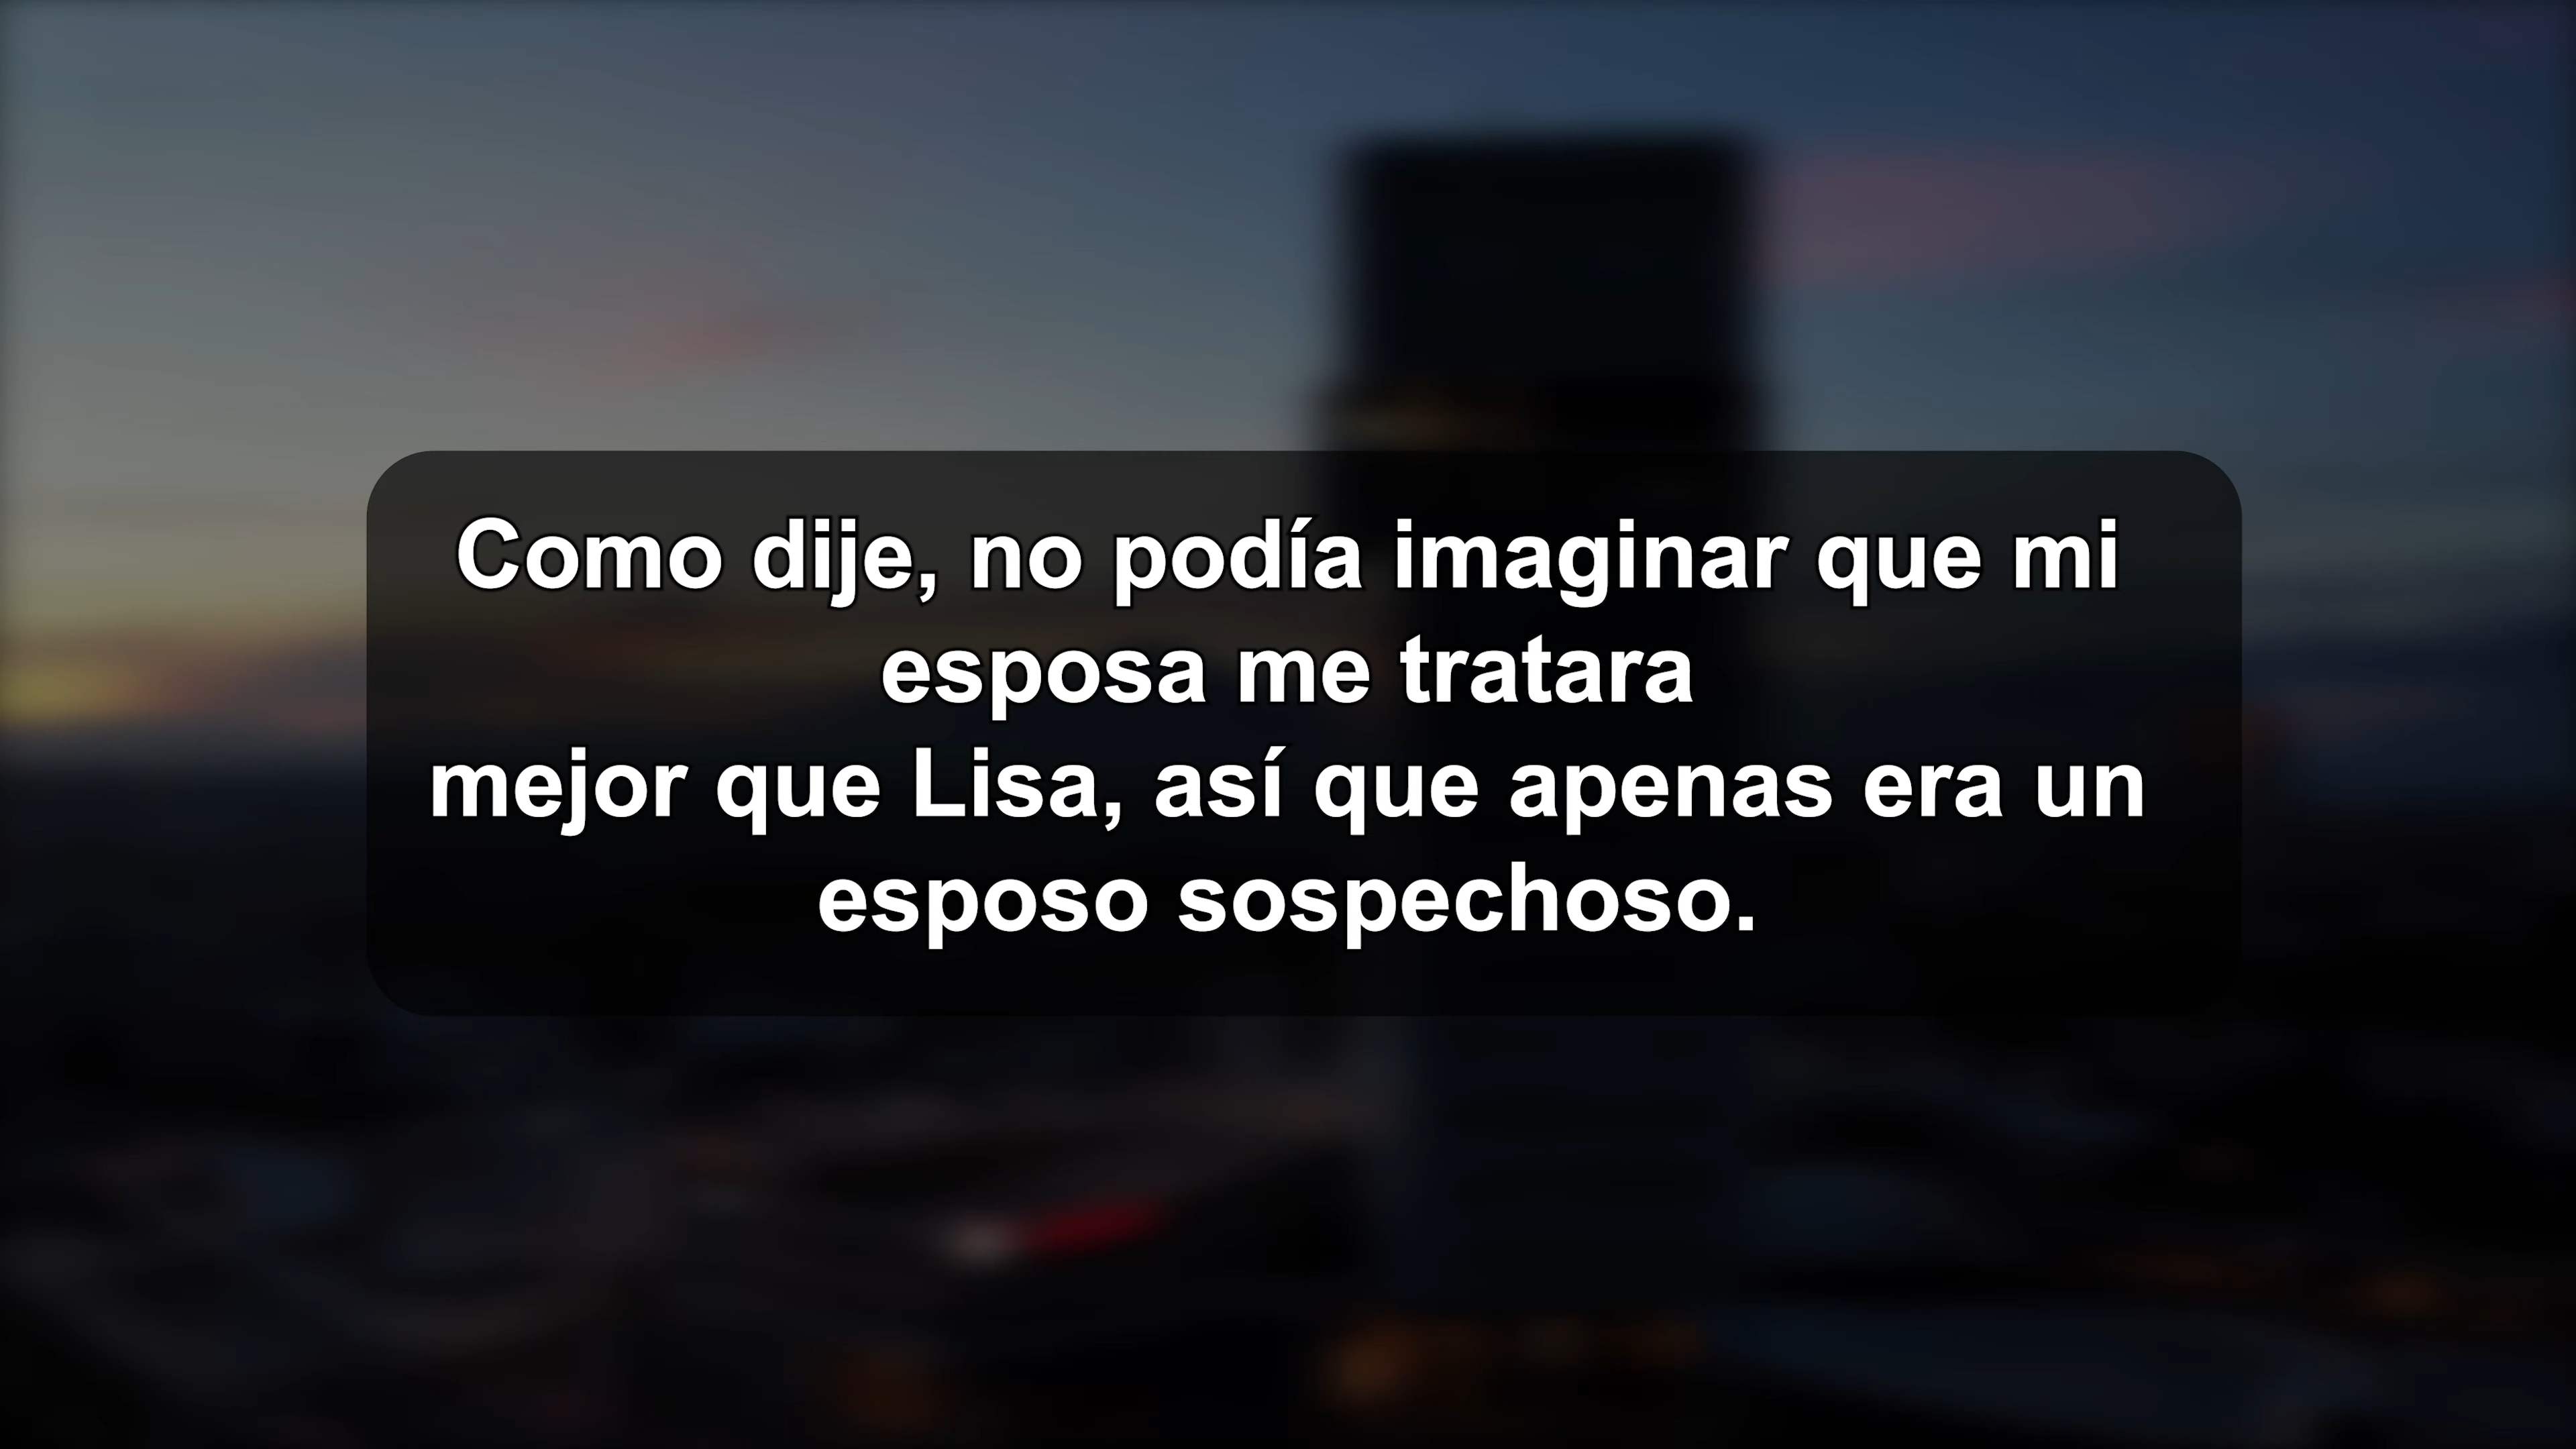 Como dije, no podía imaginar que mi
esposa me tratara
mejor que Lisa, así que apenas era un
esposo sospechoso.